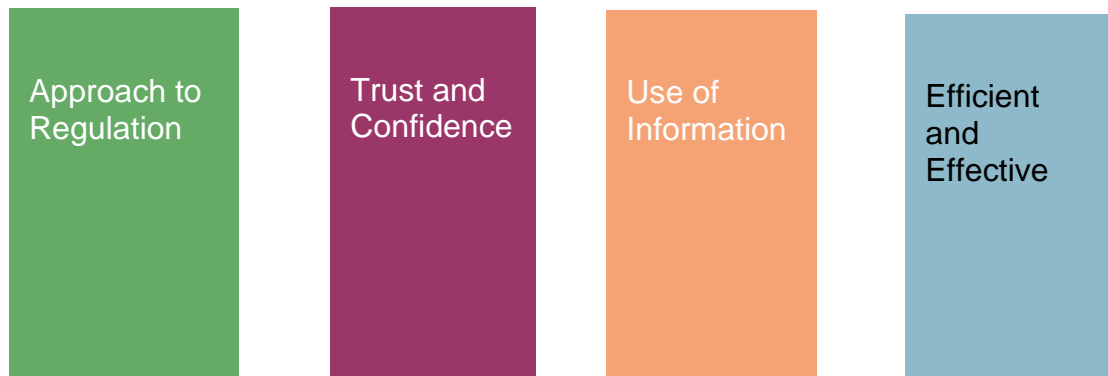 Approach to
Regulation
Trust and
Confidence
Use of
Information
Efficient
and
Effective